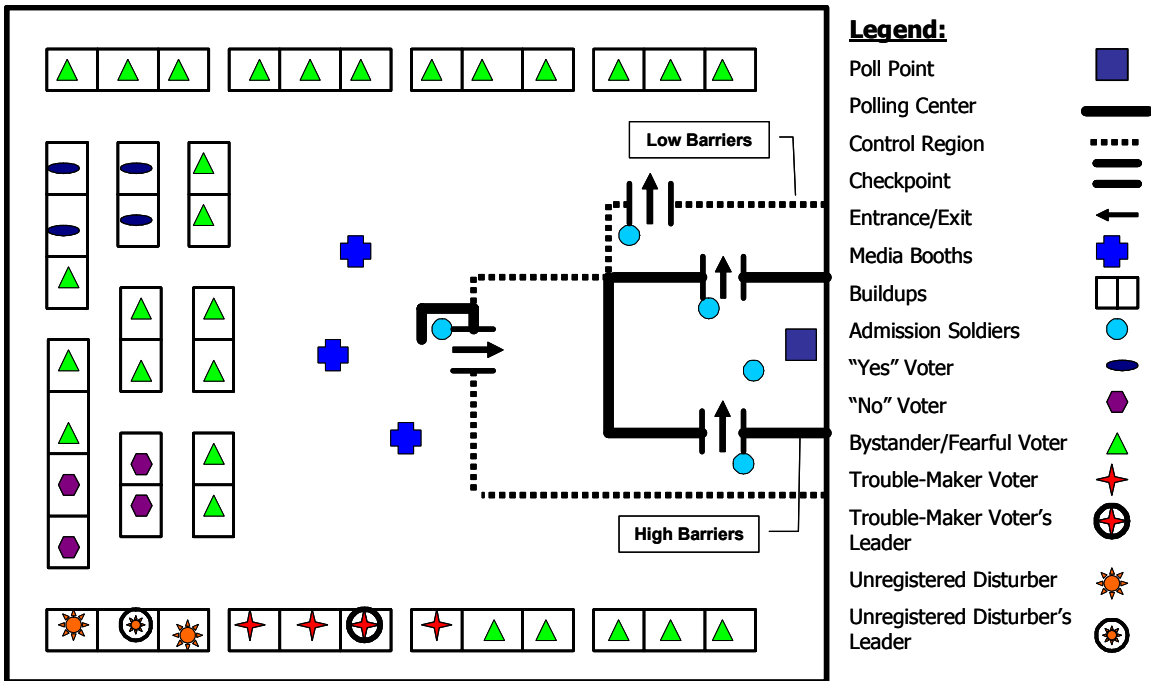 Low Barriers
High Barriers
Legend:
Poll Point
Polling Center
Control Region
Checkpoint
Entrance/Exit
Media Booths
Buildups
Admission Soldiers
“Yes” Voter
“No” Voter
Bystander/Fearful Voter
Trouble-Maker Voter
Trouble-Maker Voter’s
Leader
Unregistered Disturber
Unregistered Disturber’s
Leader